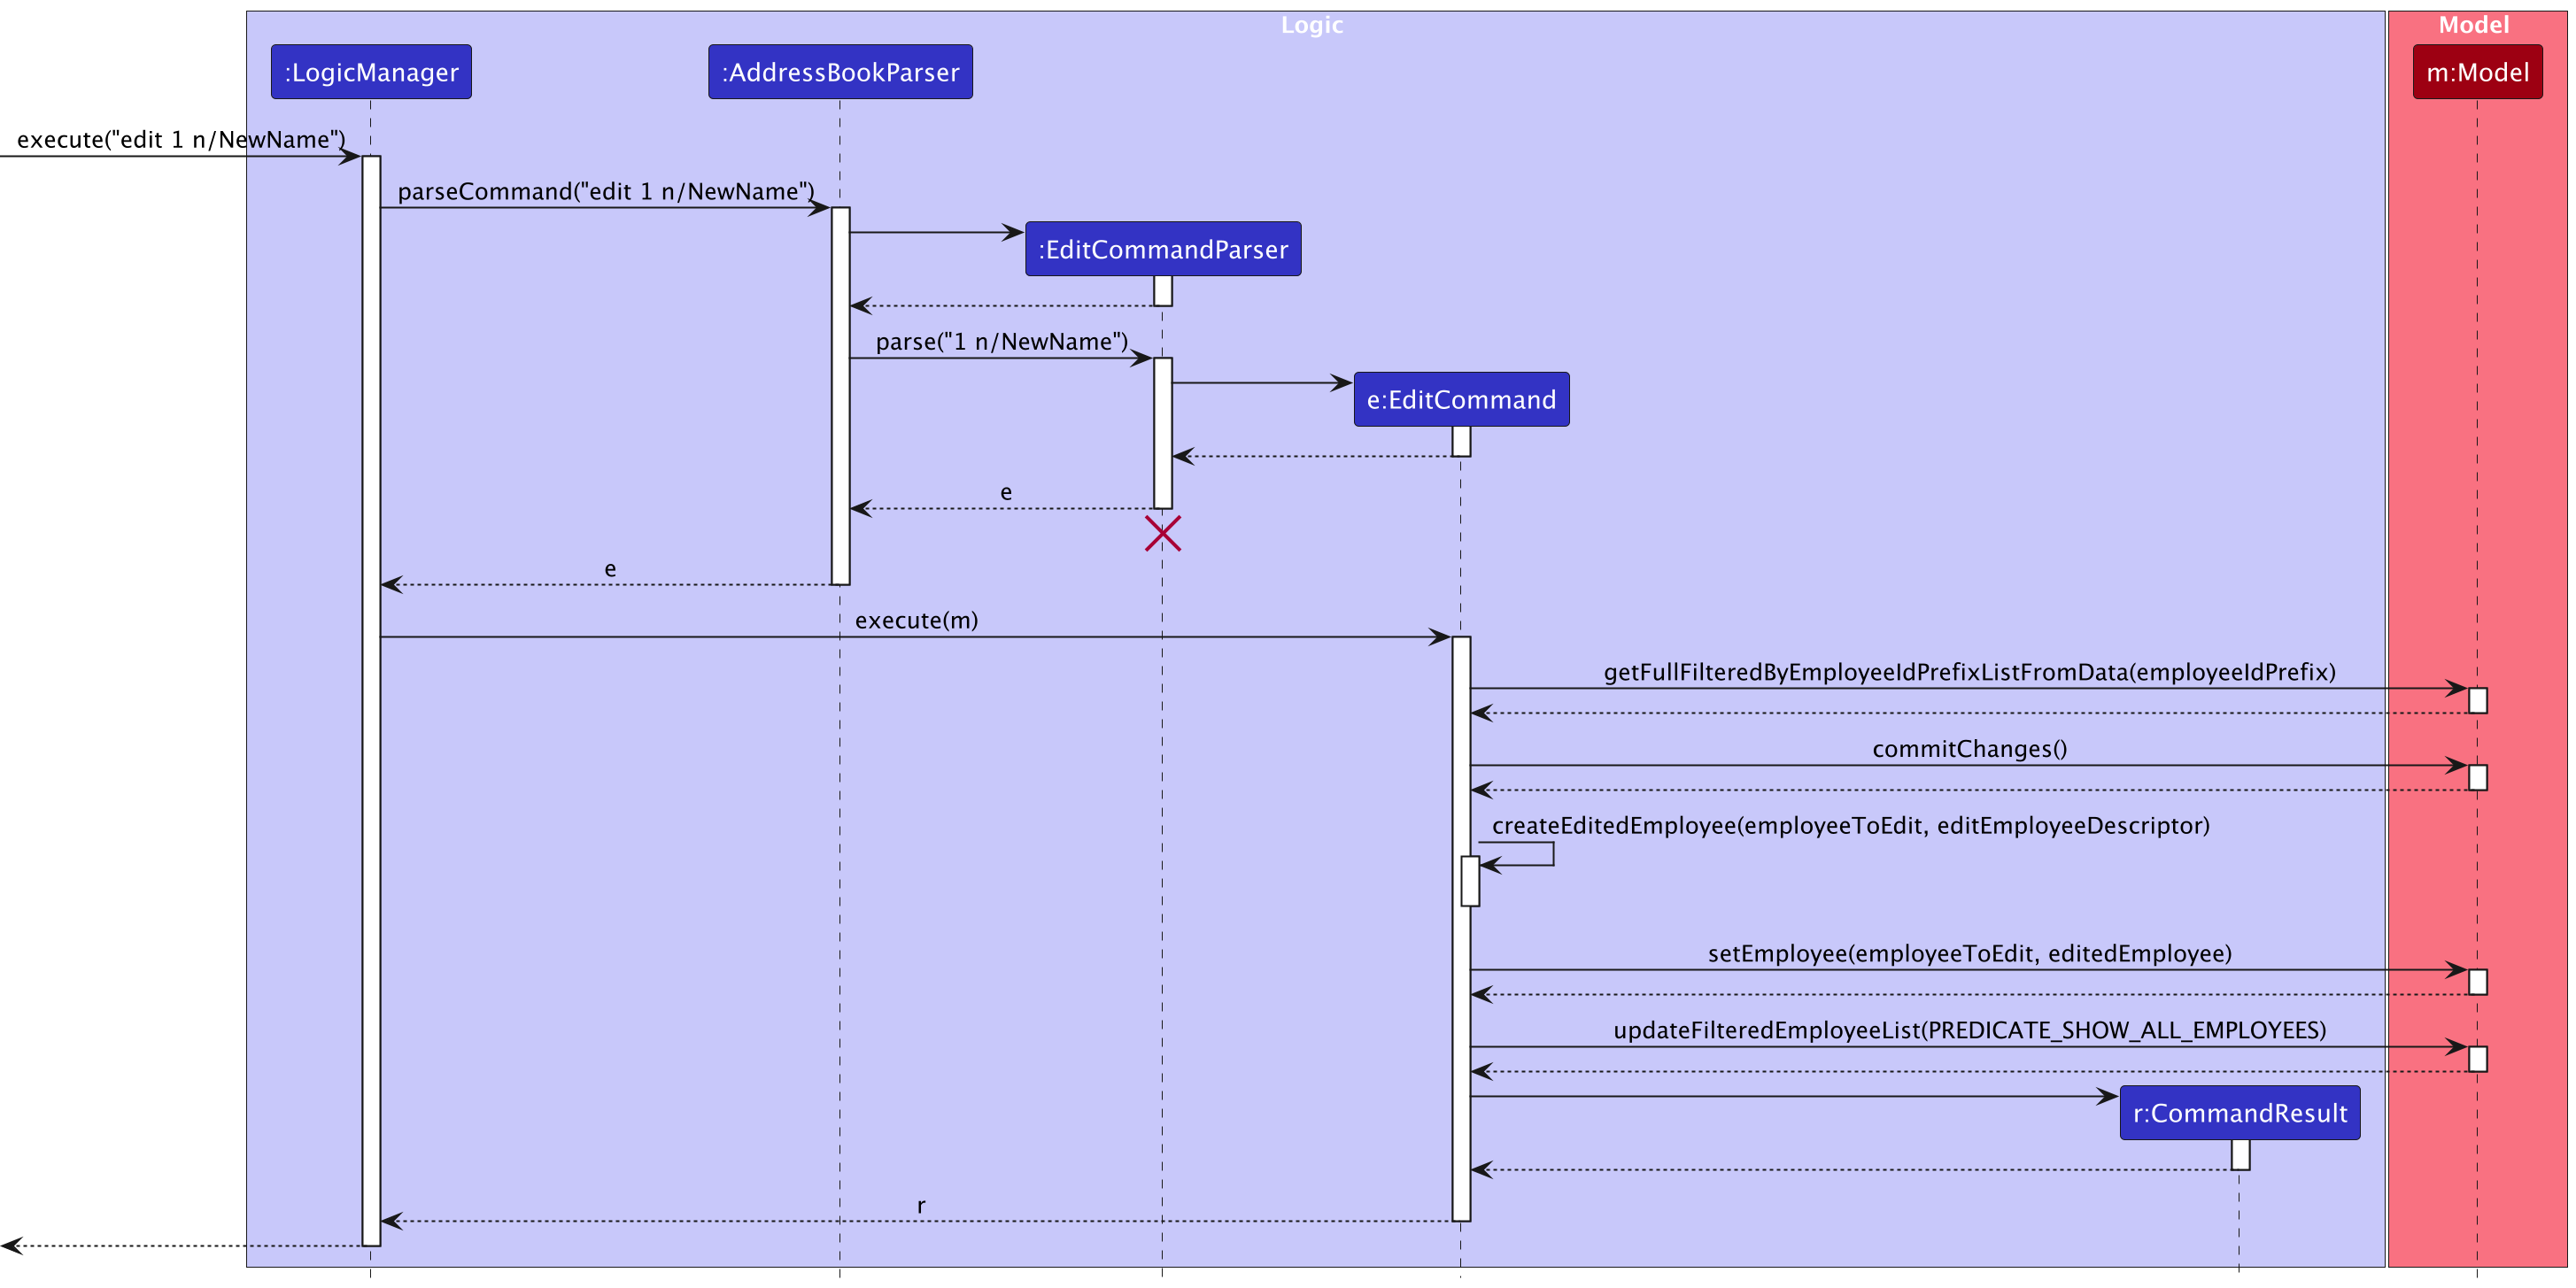 Logic
Model
:LogicManager
:AddressBookParser
m:Model
execute("edit 1 n/NewName")
parseCommand("edit 1 n/NewName")
:EditCommandParser
parse("1 n/NewName")
e:EditCommand
e
e
execute(m)
getFullFilteredByEmployeeIdPrefixListFromData(employeeIdPrefix)
commitChanges()
createEditedEmployee(employeeToEdit, editEmployeeDescriptor)
setEmployee(employeeToEdit, editedEmployee)
updateFilteredEmployeeList(PREDICATE_SHOW_ALL_EMPLOYEES)
r:CommandResult
r